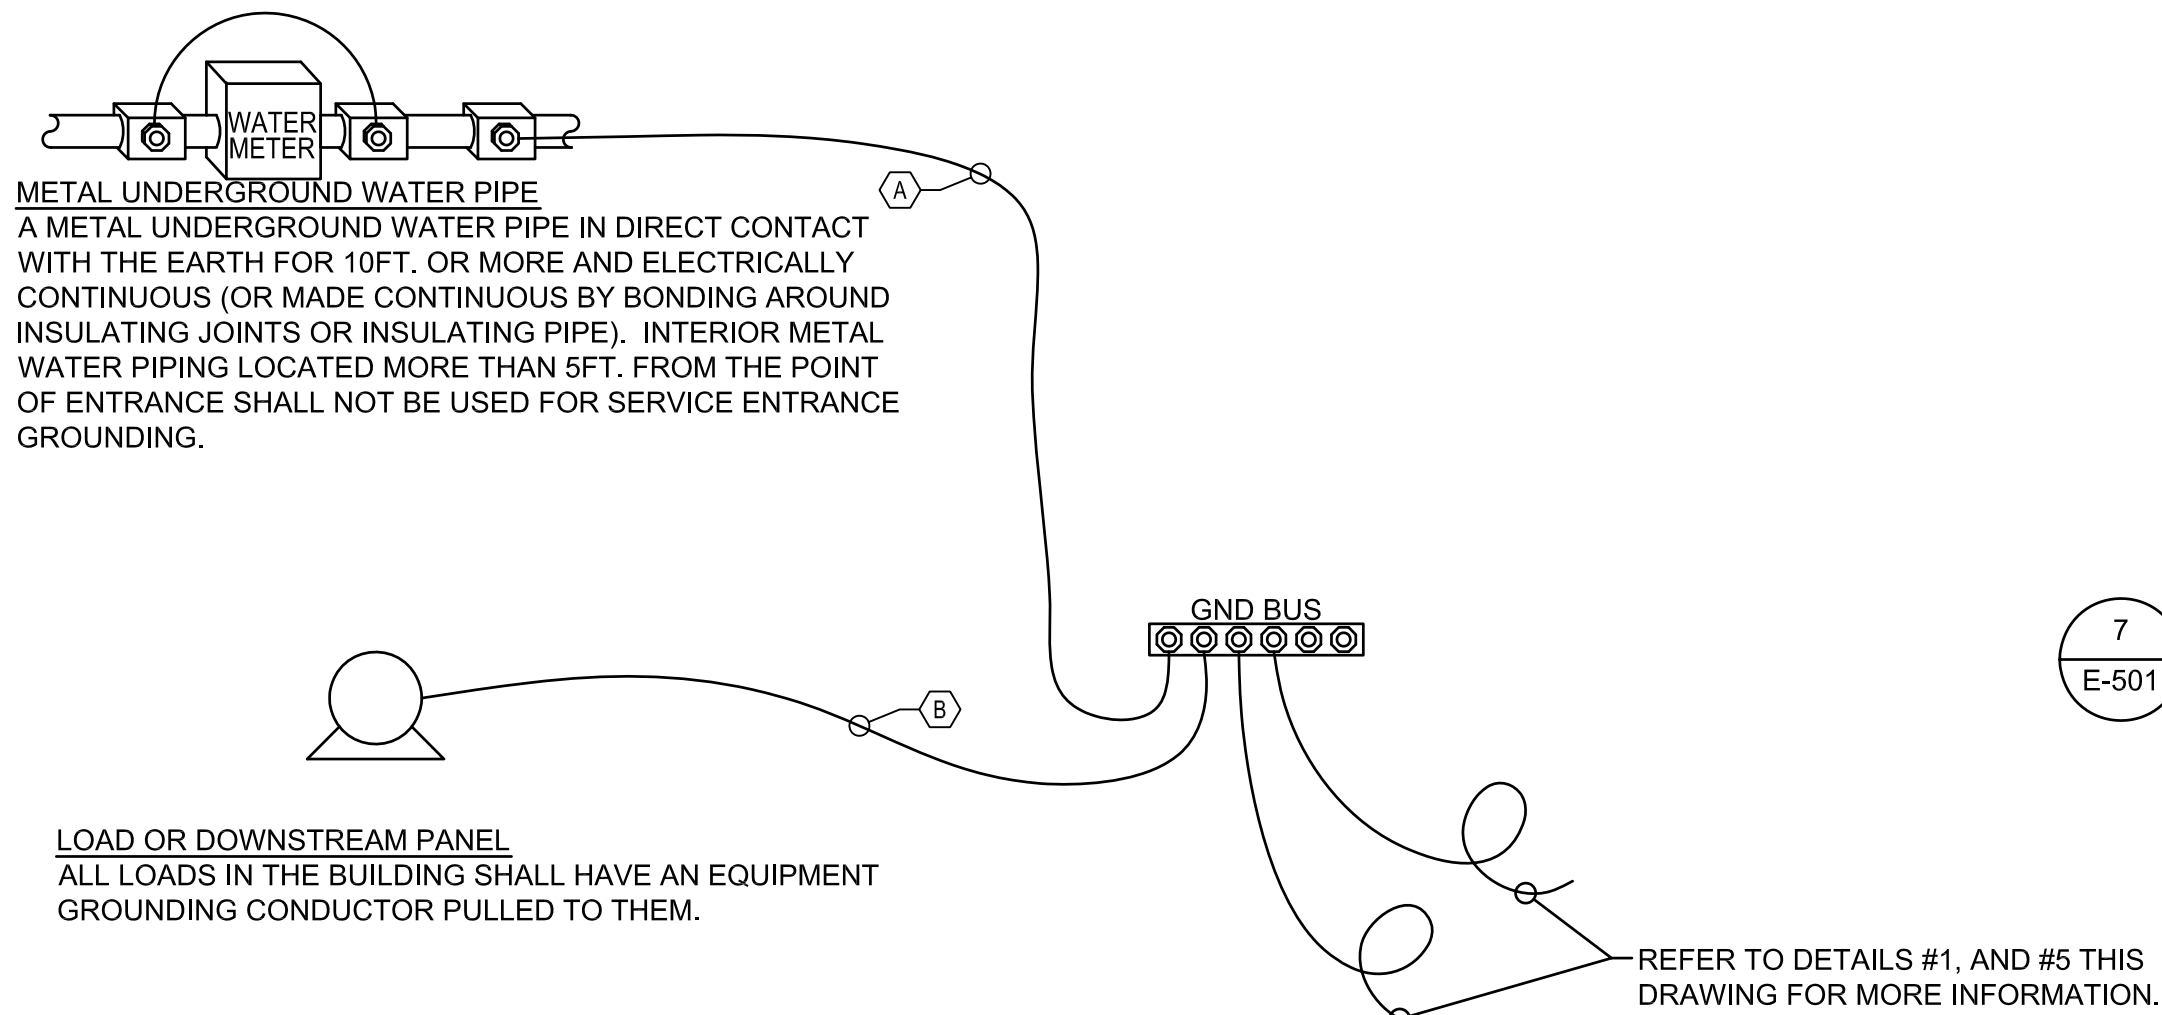 WATER
METER
METAL UNDERGROUND WATER PIPE
A METAL UNDERGROUND WATER PIPE IN DIRECT CONTACT
WITH THE EARTH FOR 10FT. OR MORE AND ELECTRICALLY
CONTINUOUS (OR MADE CONTINUOUS BY BONDING AROUND
INSULATING JOINTS OR INSULATING PIPE).  INTERIOR METAL
WATER PIPING LOCATED MORE THAN 5FT. FROM THE POINT
OF ENTRANCE SHALL NOT BE USED FOR SERVICE ENTRANCE
GROUNDING.
A
GND BUS
7
E-501
B
LOAD OR DOWNSTREAM PANEL
ALL LOADS IN THE BUILDING SHALL HAVE AN EQUIPMENT
GROUNDING CONDUCTOR PULLED TO THEM.
REFER TO DETAILS #1, AND #5 THIS
DRAWING FOR MORE INFORMATION.